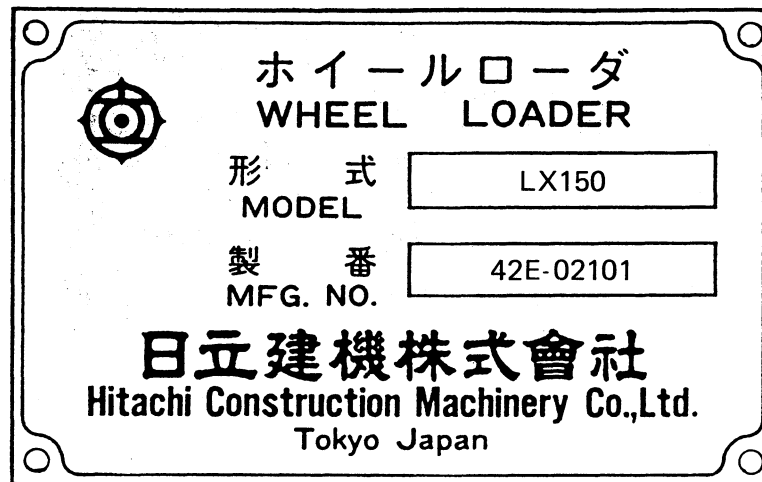 ホイールローダ
WHEEL LOADER
形式 LX150
MODEL
製番 42E-02101
MFG. NO.
日立建機株式會社
Hitachi Construction Machinery Co.,Ltd.
Tokyo Japan